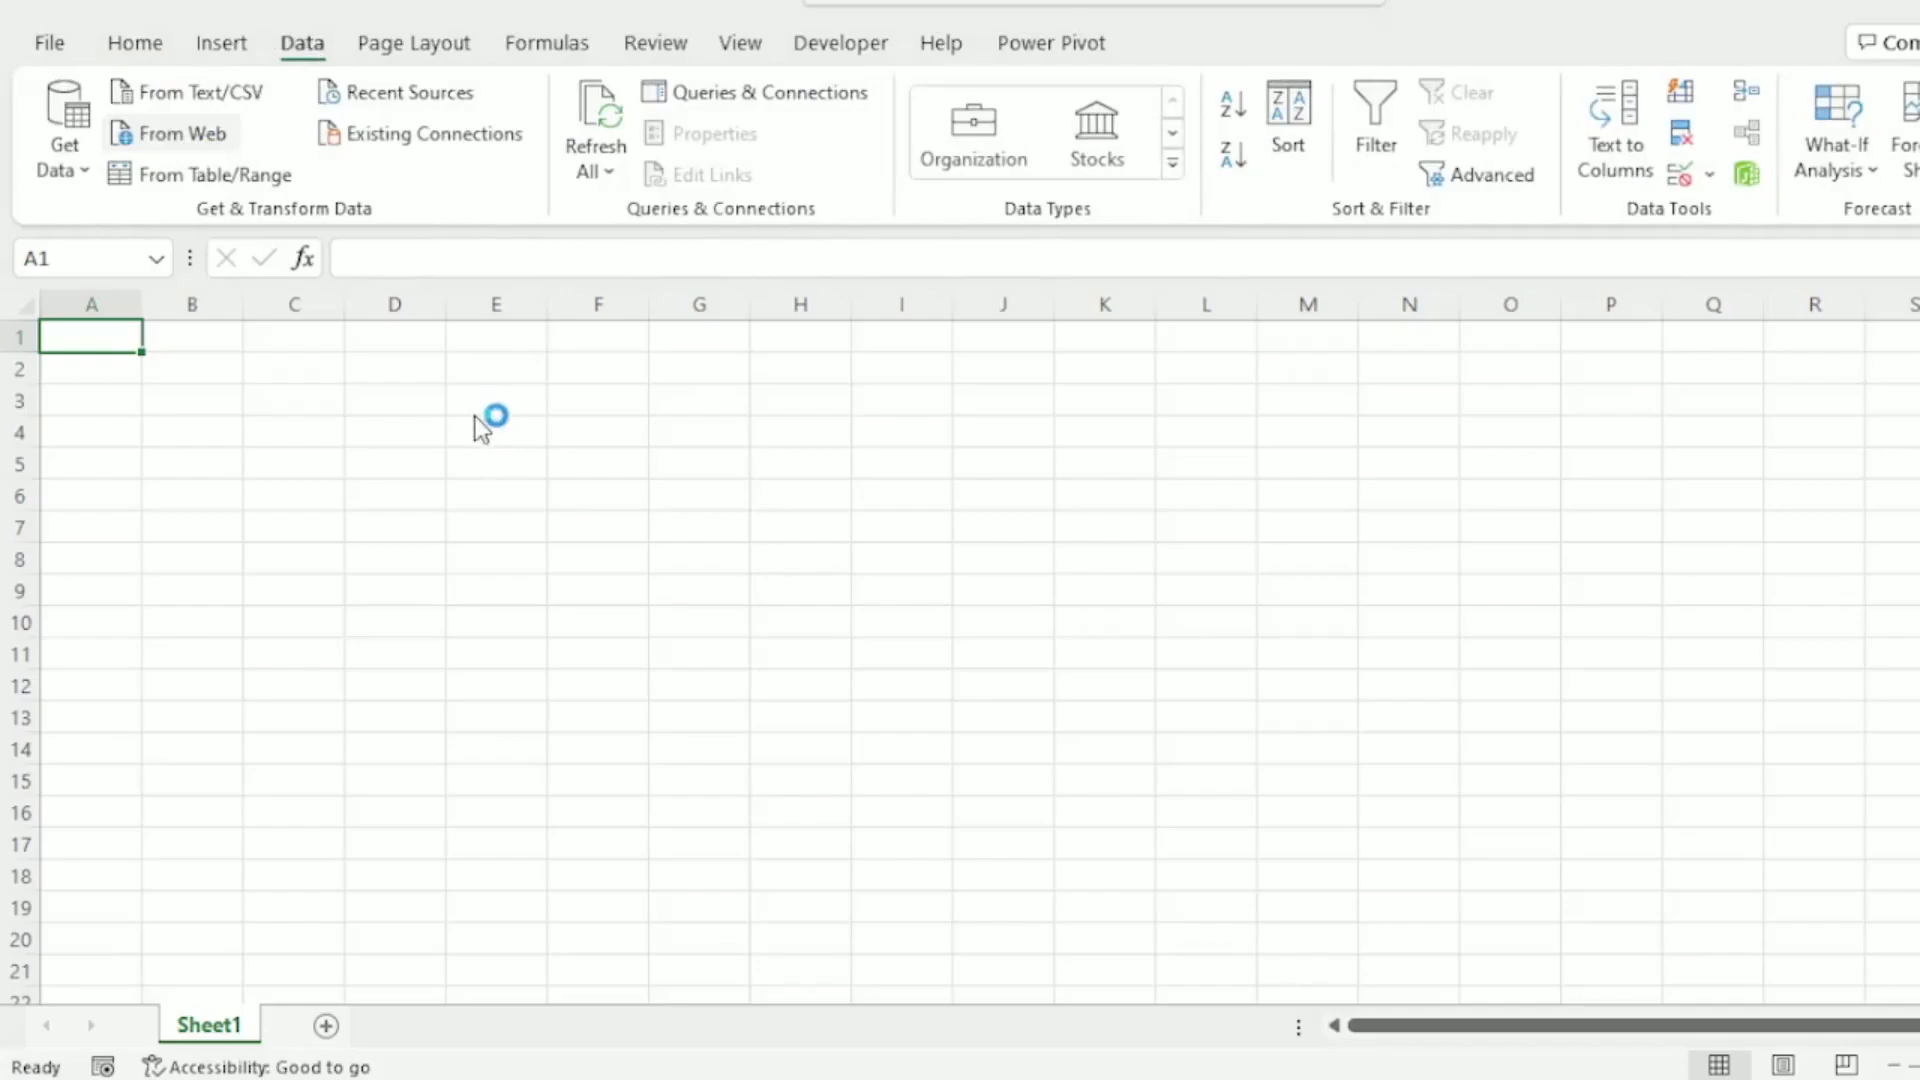 File Home Insert Data Page Layout Formulas Review View Developer Help Power Pivot
Get Data
From Text/CSV
From Web
From Table/Range
Recent Sources
Existing Connections
Get & Transform Data
Refresh All
Queries & Connections
Properties
Edit Links
Queries & Connections
Organization
Stocks
Data Types
Sort
Filter
Clear
Reapply
Advanced
Sort & Filter
Text to Columns
Data Tools
What-If Analysis
Forecast
A1
fx
A B C D E F G H I J K L M N O P Q R S
1
2
3
4
5
6
7
8
9
10
11
12
13
14
15
16
17
18
19
20
21
22
Sheet1
Ready
Accessibility: Good to go